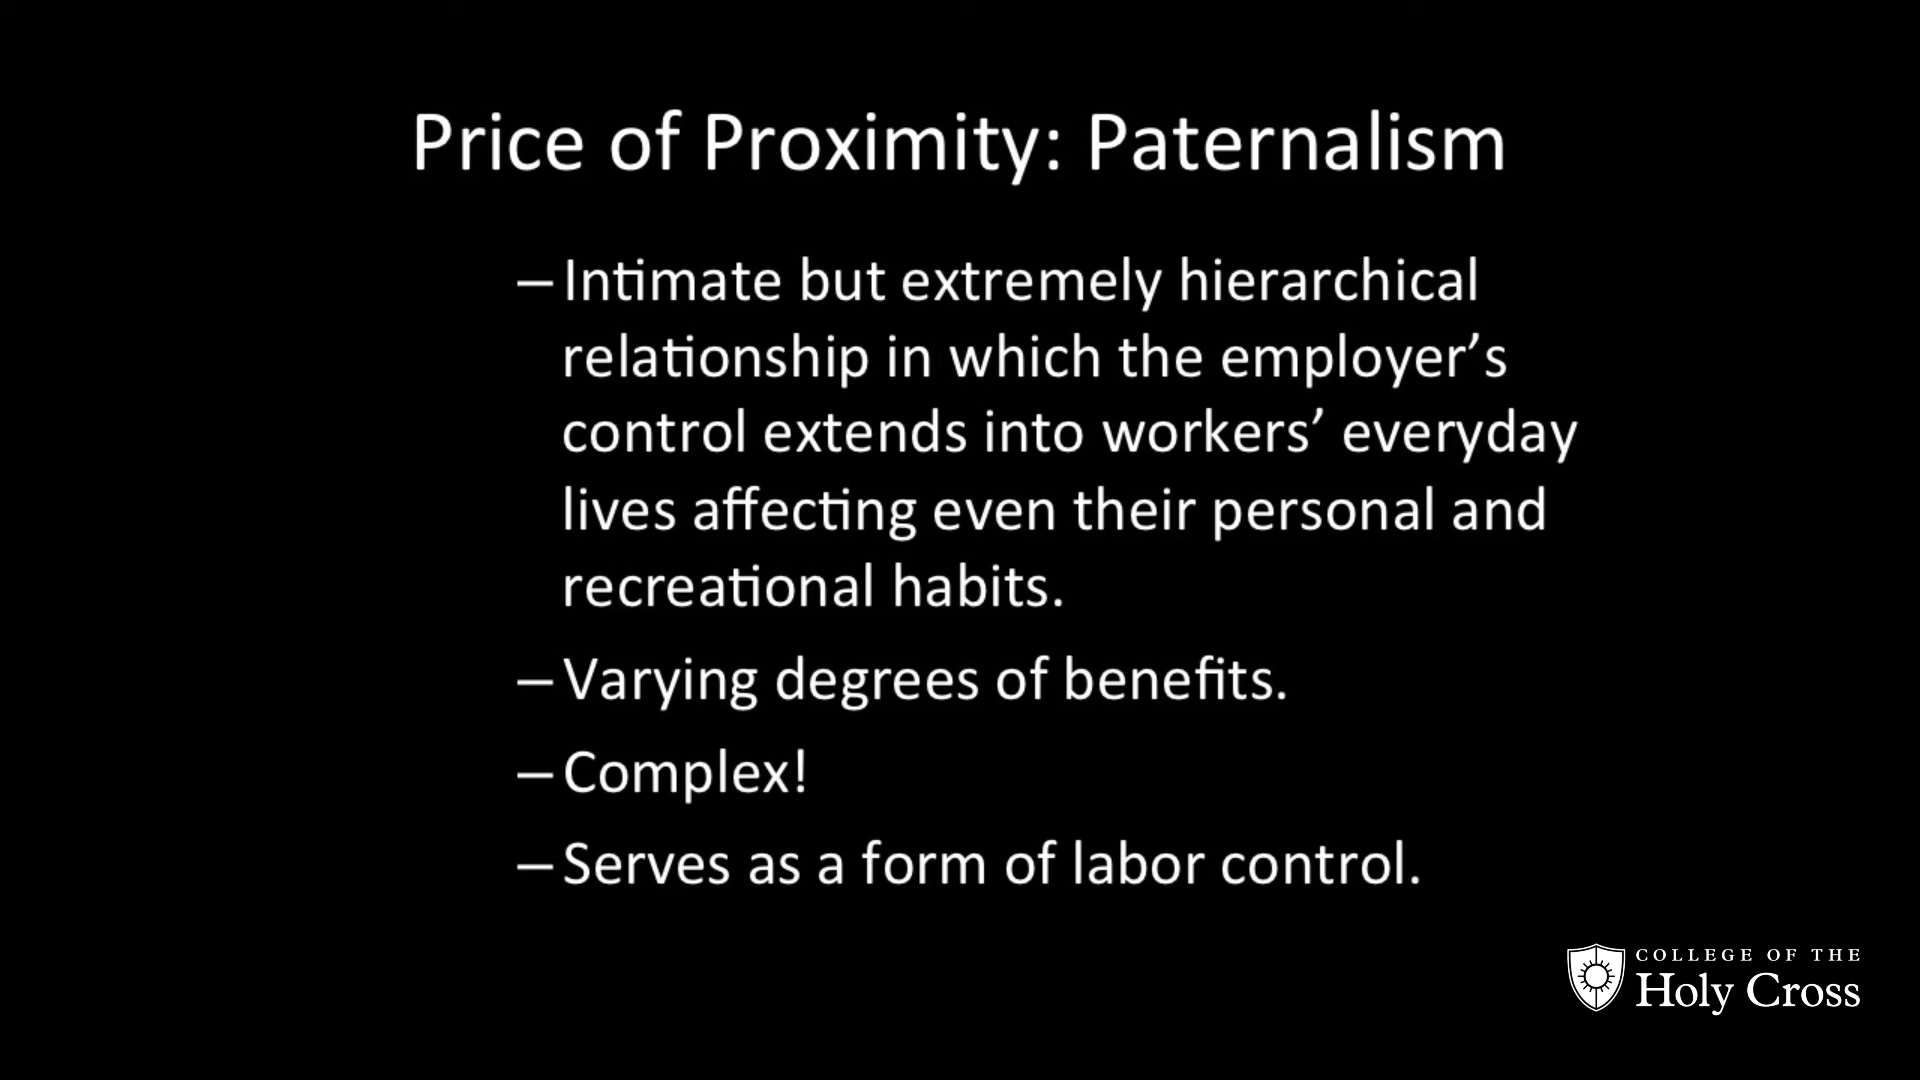 Price of Proximity: Paternalism
– Intimate but extremely hierarchical
relationship in which the employer’s
control extends into workers’ everyday
lives affecting even their personal and
recreational habits.
– Varying degrees of benefits.
– Complex!
– Serves as a form of labor control.
COLLEGE OF THE
Holy Cross